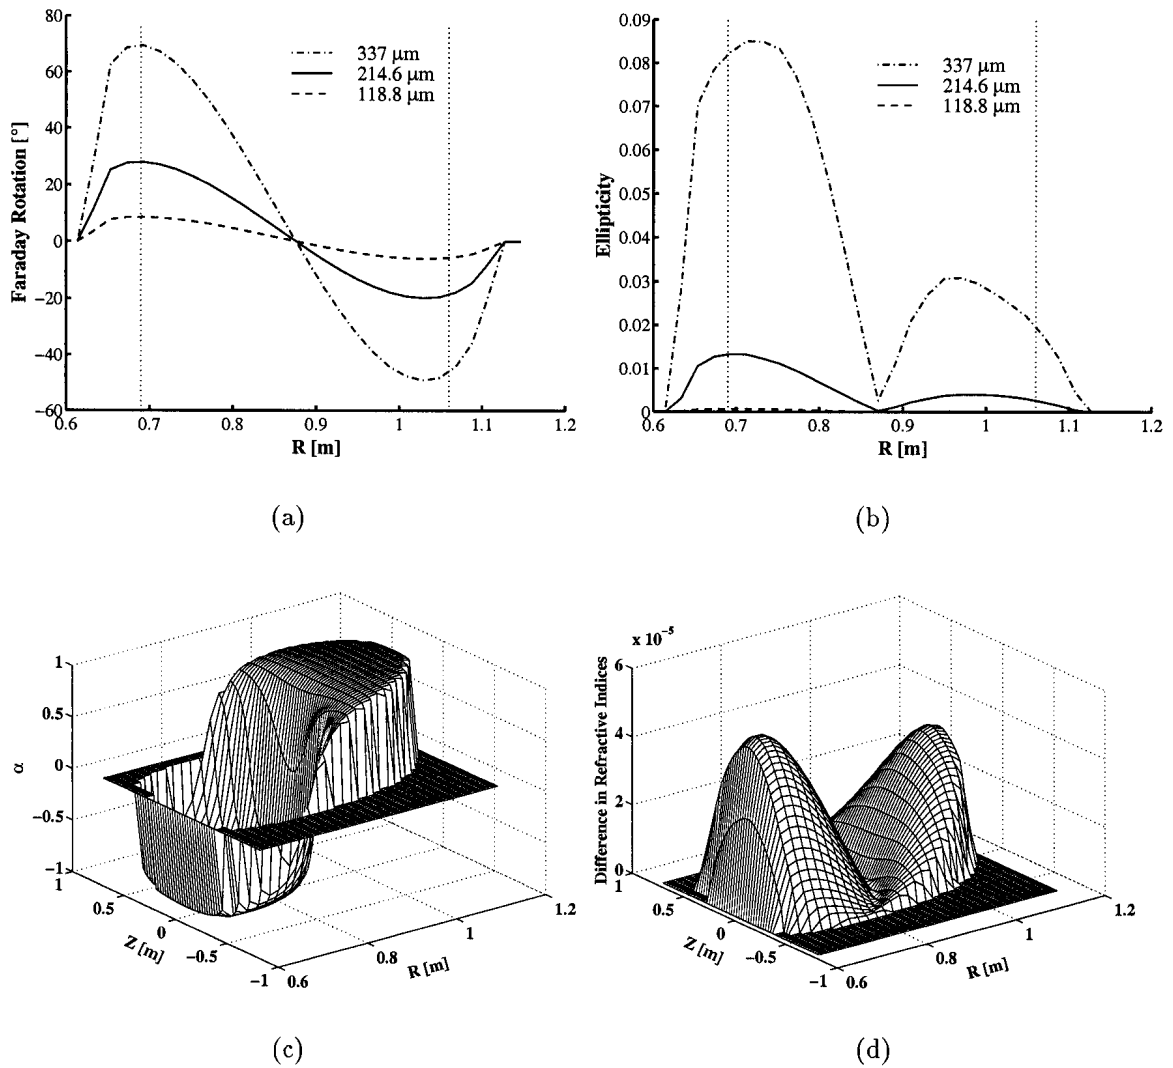 80
60
40
20
0
−20
−40
−60
0.6
0.7
0.8
0.9
1
1.1
1.2
Faraday Rotation [°]
R [m]
337 μm
214.6 μm
118.8 μm
(a)
0.09
0.08
0.07
0.06
0.05
0.04
0.03
0.02
0.01
0
0.6
0.7
0.8
0.9
1
1.1
1.2
Ellipticity
R [m]
337 μm
214.6 μm
118.8 μm
(b)
1
0.5
0
−0.5
−1
α
1
0.5
0
−0.5
−1
Z [m]
0.6
0.8
1
1.2
R [m]
(c)
x 10⁻⁵
6
4
2
0
Difference in Refractive Indices
1
0.5
0
−0.5
−1
Z [m]
0.6
0.8
1
1.2
R [m]
(d)